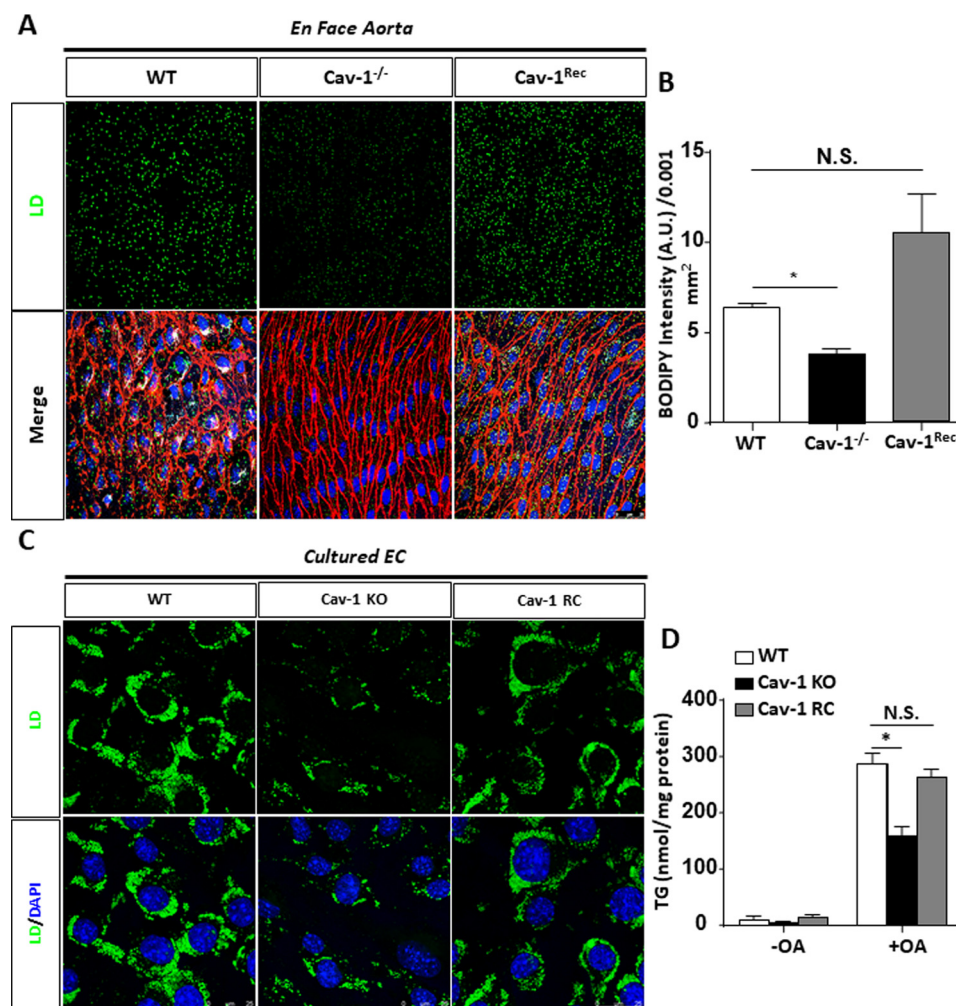 A
En Face Aorta
WT
Cav-1-/-
Cav-1Rec
LD
Merge
B
N.S.
*
BODIPY Intensity (A.U.) /0.001
mm2
15
10
5
0
WT
Cav-1-/-
Cav-1Rec
C
Cultured EC
WT
Cav-1 KO
Cav-1 RC
LD
LD/DAPI
D
WT
Cav-1 KO
Cav-1 RC
N.S.
*
TG (nmol/mg protein)
400
300
200
100
0
-OA
+OA